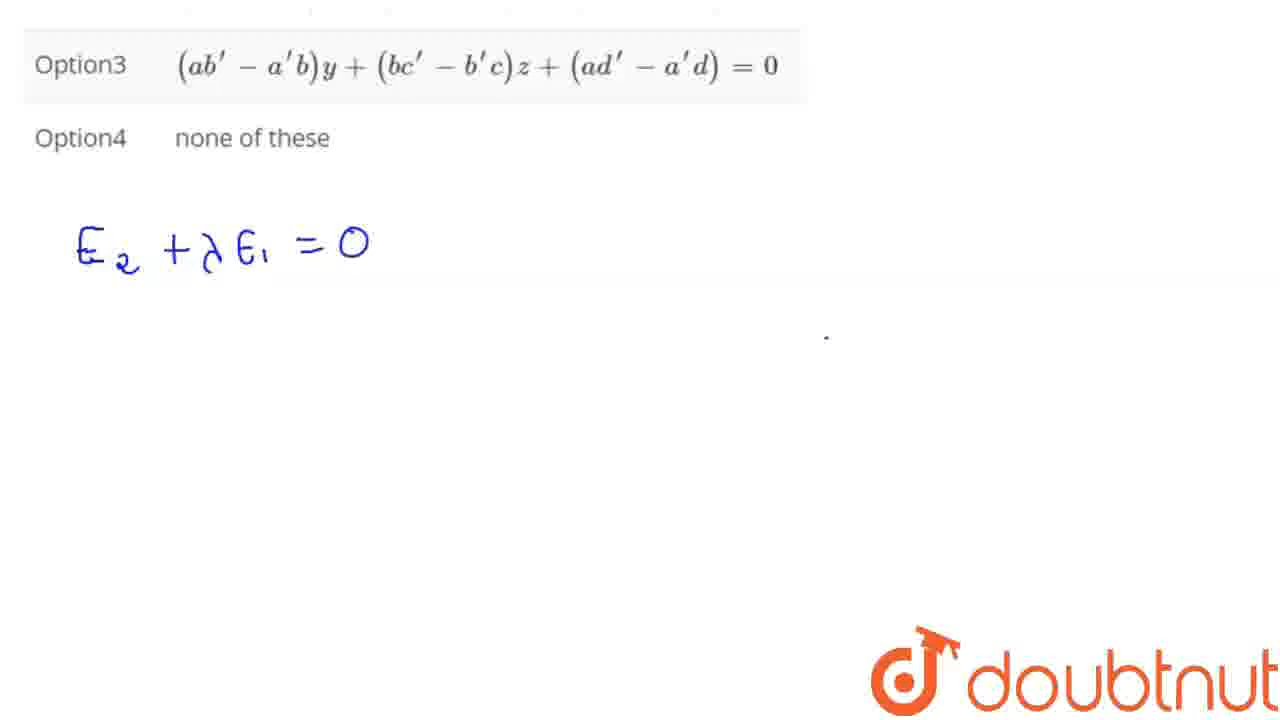 Option3 (ab′ − a′b)y + (bc′ − b′c)z + (ad′ − a′d) = 0
Option4 none of these
E₂ + λE₁ = 0
doubtnut